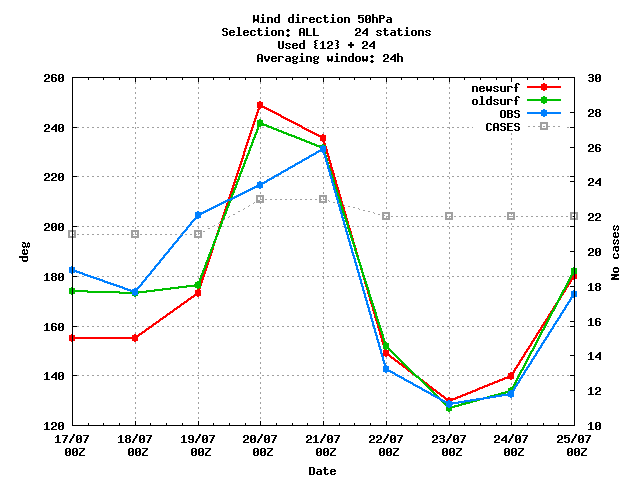 Wind direction 50hPa
Selection: ALL 24 stations
Used {12} + 24
Averaging window: 24h
260 30
newsurf
oldsurf
OBS
CASES
28
240
26
220
24
200
22
20
180
18
160
16
14
140
12
120 10
deg
No cases
17/07 18/07 19/07 20/07 21/07 22/07 23/07 24/07 25/07
00Z 00Z 00Z 00Z 00Z 00Z 00Z 00Z 00Z
Date